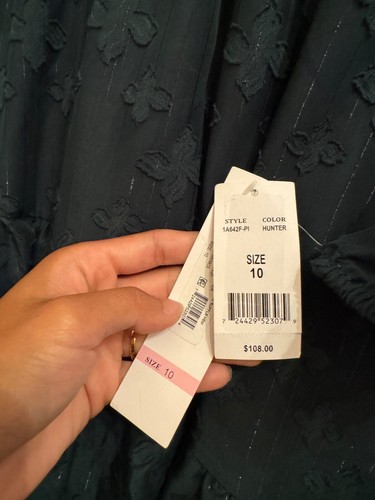 STYLE COLOR
1A642F-PI HUNTER
SIZE
10
7 24429 52307 9
$108.00
SIZE 10